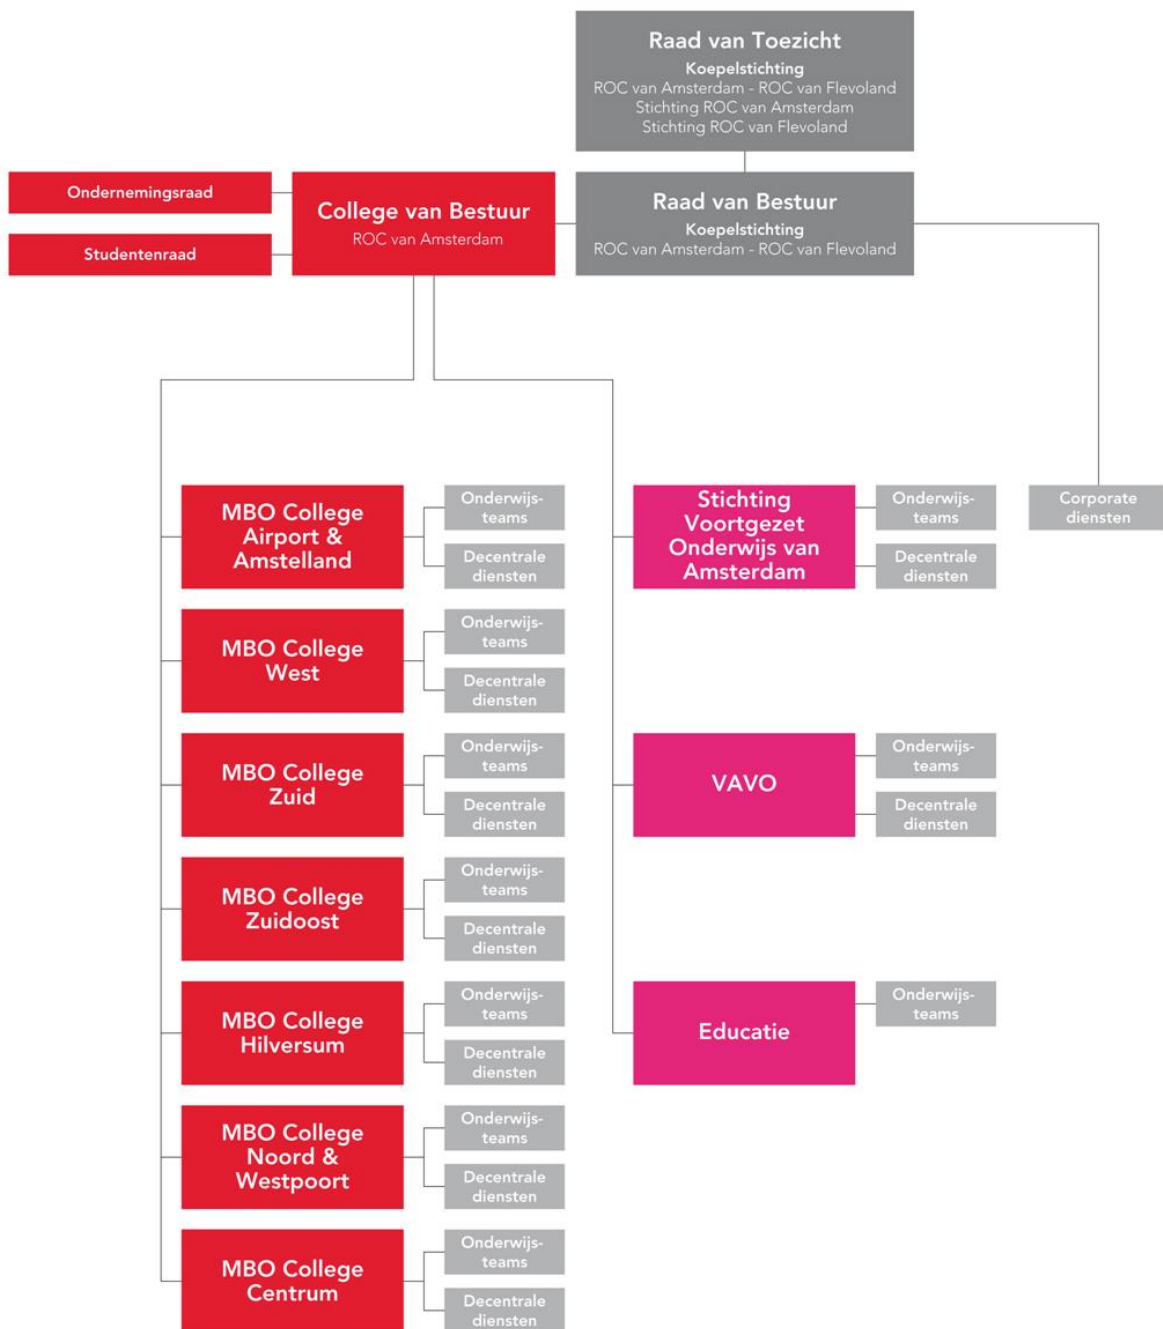 Raad van Toezicht
Koepelstichting
ROC van Amsterdam - ROC van Flevoland
Stichting ROC van Amsterdam
Stichting ROC van Flevoland
Ondernemingsraad
Studentenraad
College van Bestuur
ROC van Amsterdam
Raad van Bestuur
Koepelstichting
ROC van Amsterdam - ROC van Flevoland
MBO College
Airport &
Amstelland
Onderwijs-
teams
Decentrale
diensten
Stichting
Voortgezet
Onderwijs van
Amsterdam
Onderwijs-
teams
Decentrale
diensten
Corporate
diensten
MBO College
West
Onderwijs-
teams
Decentrale
diensten
MBO College
Zuid
Onderwijs-
teams
Decentrale
diensten
VAVO
Onderwijs-
teams
Decentrale
diensten
MBO College
Zuidoost
Onderwijs-
teams
Decentrale
diensten
MBO College
Hilversum
Onderwijs-
teams
Decentrale
diensten
Educatie
Onderwijs-
teams
MBO College
Noord &
Westpoort
Onderwijs-
teams
Decentrale
diensten
MBO College
Centrum
Onderwijs-
teams
Decentrale
diensten